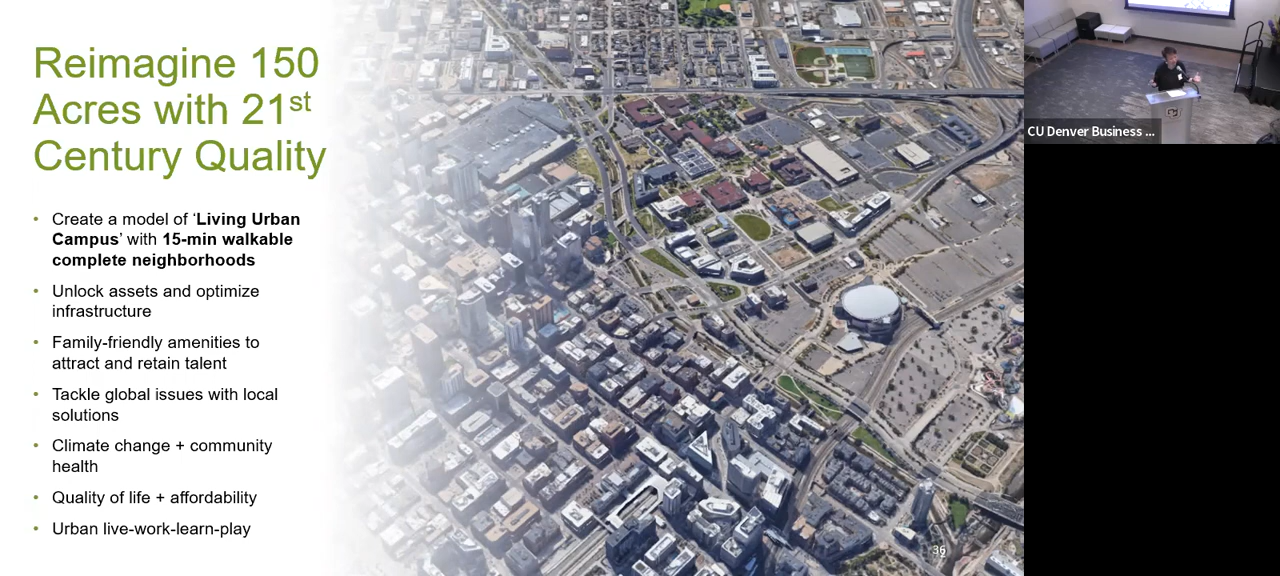 Reimagine 150
Acres with 21st
Century Quality
• Create a model of ‘Living Urban
Campus’ with 15-min walkable
complete neighborhoods
• Unlock assets and optimize
infrastructure
• Family-friendly amenities to
attract and retain talent
• Tackle global issues with local
solutions
• Climate change + community
health
• Quality of life + affordability
• Urban live-work-learn-play
36
CU Denver Business ...